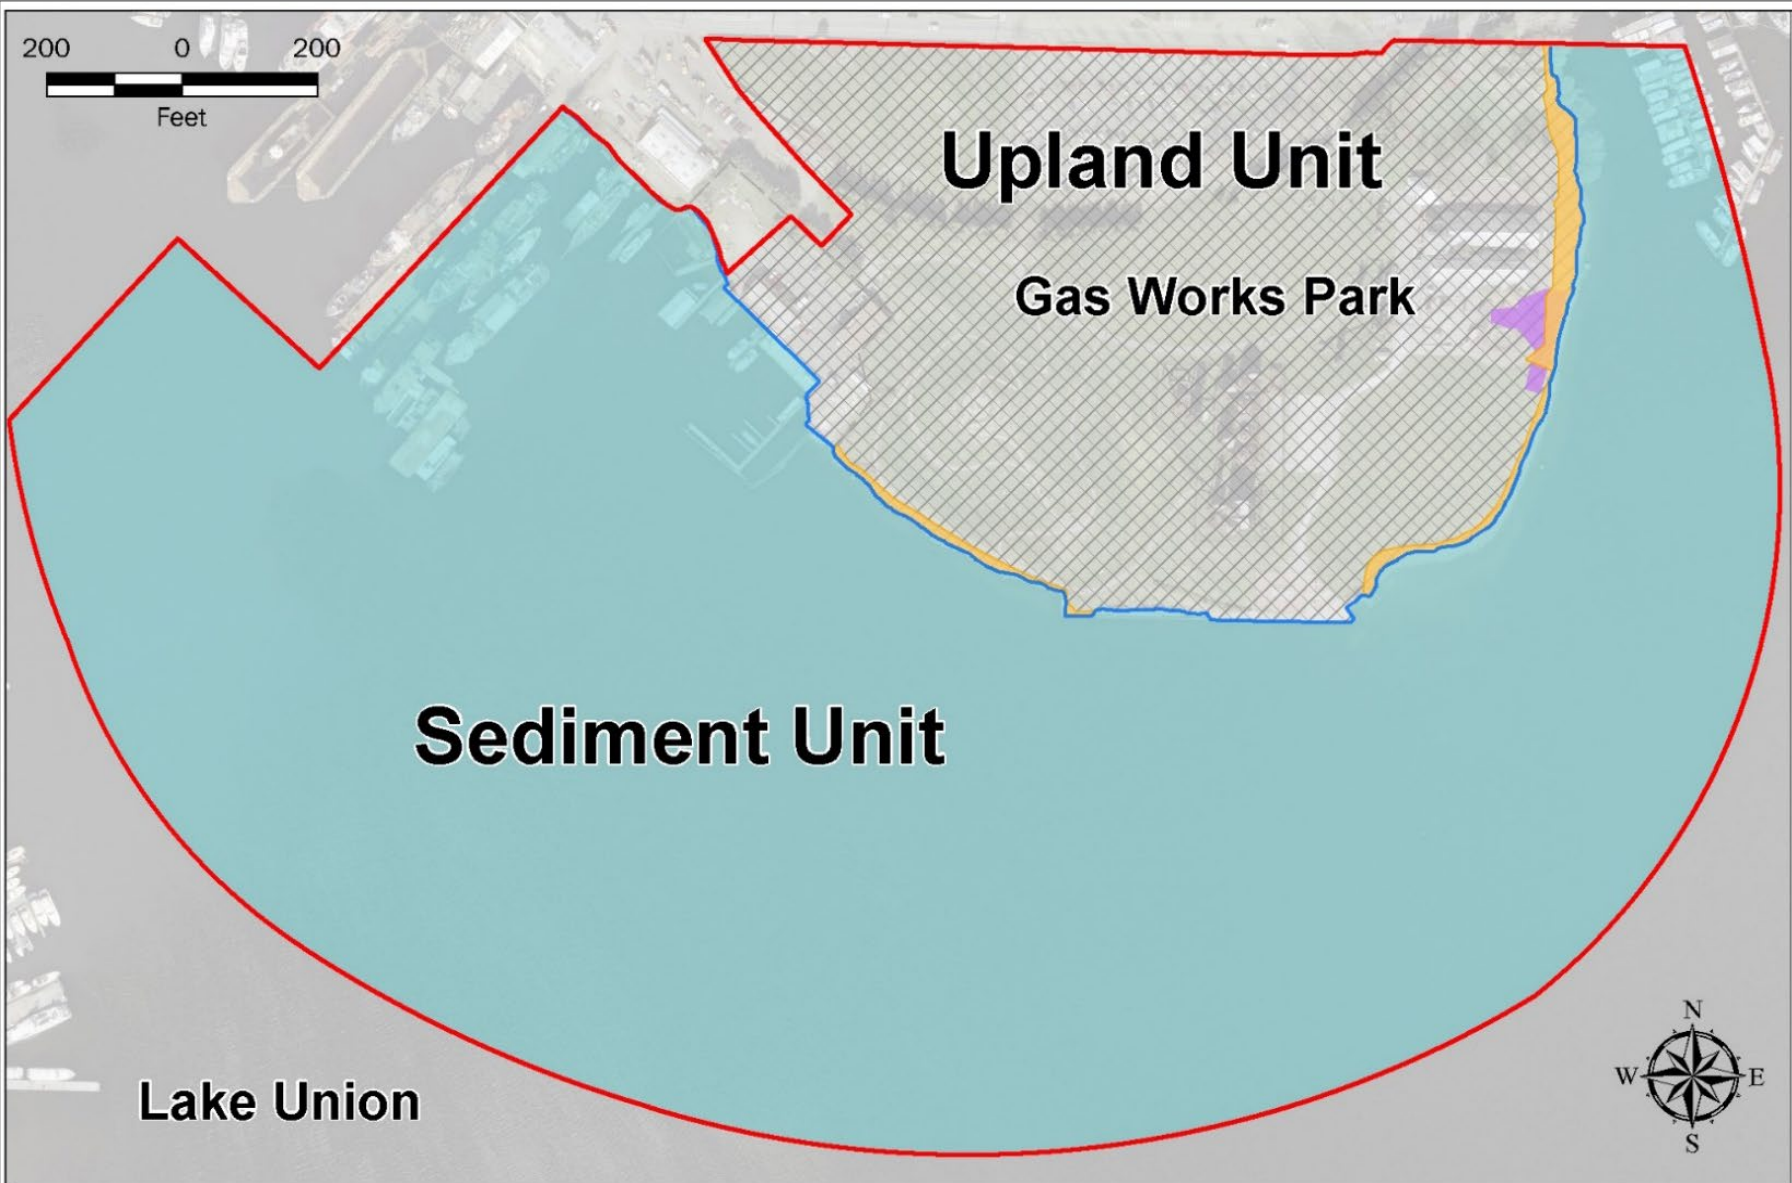 200 0 200
Feet
Upland Unit
Gas Works Park
Sediment Unit
Lake Union
N
W E
S